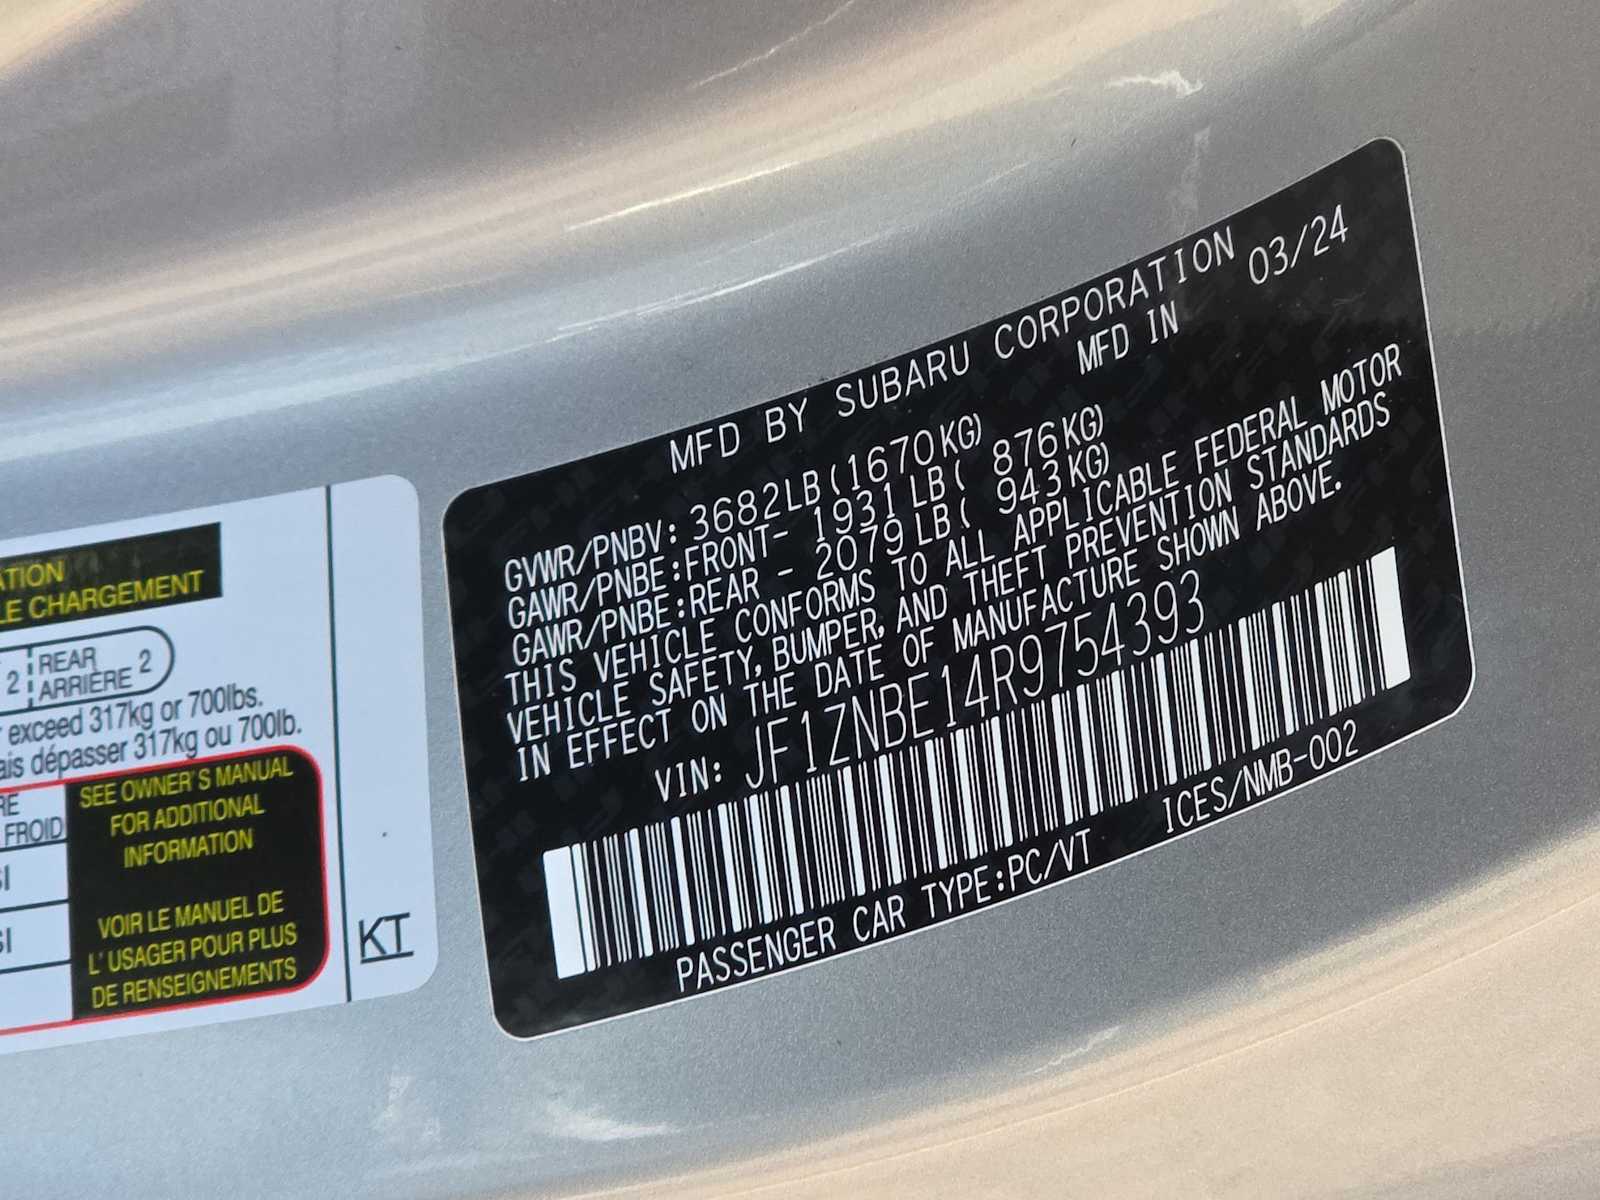 MFD BY SUBARU CORPORATION
MFD IN 03/24
GVWR/PNBV: 3682LB(1670KG)
GAWR/PNBE:FRONT- 1931LB( 876KG)
GAWR/PNBE:REAR - 2079LB( 943KG)
THIS VEHICLE CONFORMS TO ALL APPLICABLE FEDERAL MOTOR
VEHICLE SAFETY, BUMPER, AND THEFT PREVENTION STANDARDS
IN EFFECT ON THE DATE OF MANUFACTURE SHOWN ABOVE.
VIN: JF1ZNBE14R9754393
PASSENGER CAR TYPE:PC/VT ICES/NMB-002
LE CHARGEMENT
2 REAR 2
ARRIÈRE
exceed 317kg or 700lbs.
dépasser 317kg ou 700lb.
FROID
SEE OWNER'S MANUAL
FOR ADDITIONAL
INFORMATION
VOIR LE MANUEL DE
L'USAGER POUR PLUS
DE RENSEIGNEMENTS
KT